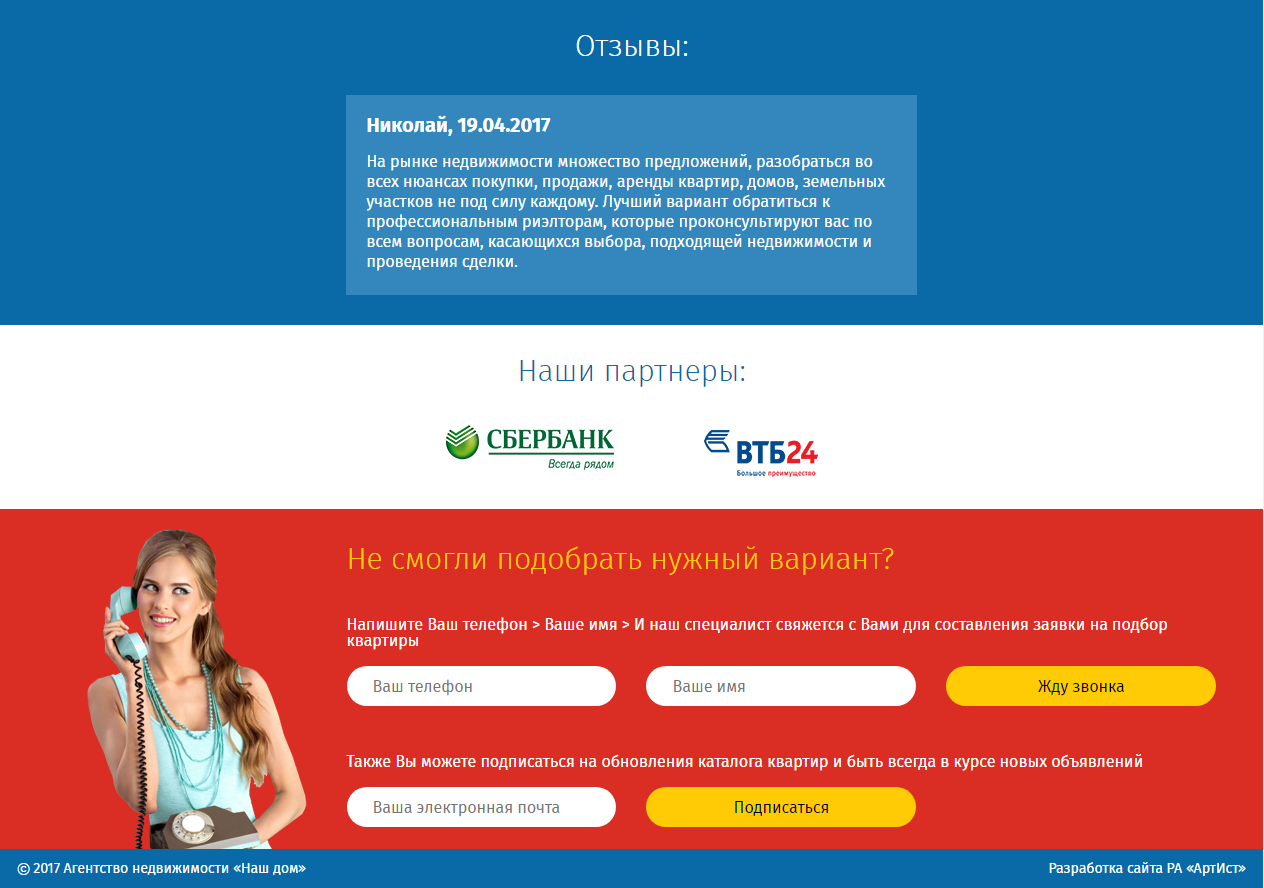 Отзывы:
Николай, 19.04.2017
На рынке недвижимости множество предложений, разобраться во
всех нюансах покупки, продажи, аренды квартир, домов, земельных
участков не под силу каждому. Лучший вариант обратиться к
профессиональным риэлторам, которые проконсультируют вас по
всем вопросам, касающихся выбора, подходящей недвижимости и
проведения сделки.
Наши партнеры:
СБЕРБАНК
Всегда рядом
ВТБ24
Большое преимущество
Не смогли подобрать нужный вариант?
Напишите Ваш телефон > Ваше имя > И наш специалист свяжется с Вами для составления заявки на подбор
квартиры
Ваш телефон
Ваше имя
Жду звонка
Также Вы можете подписаться на обновления каталога квартир и быть всегда в курсе новых объявлений
Ваша электронная почта
Подписаться
© 2017 Агентство недвижимости «Наш дом»
Разработка сайта РА «АртИст»